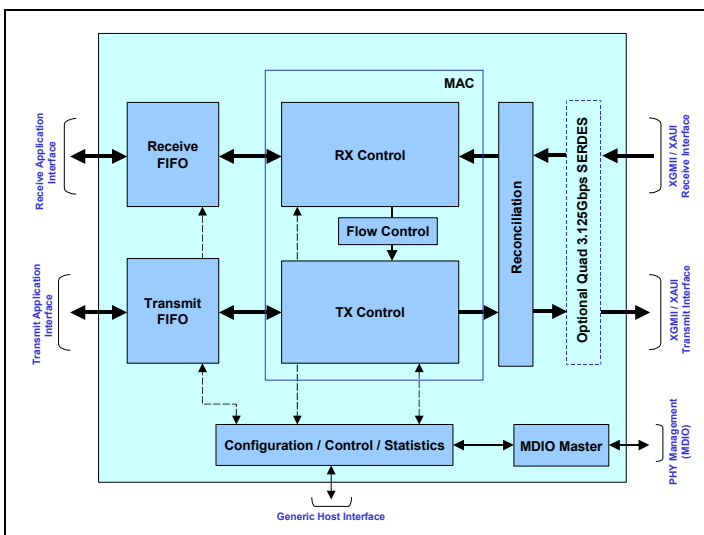 MAC
Receive Application
Interface
Receive
FIFO
RX Control
XGMII / XAUI
Receive Interface
Flow Control
Reconciliation
Optional Quad 3.125Gbps SERDES
Transmit Application
Interface
Transmit
FIFO
TX Control
XGMII / XAUI
Transmit Interface
Configuration / Control / Statistics
MDIO Master
PHY Management
(MDIO)
Generic Host Interface